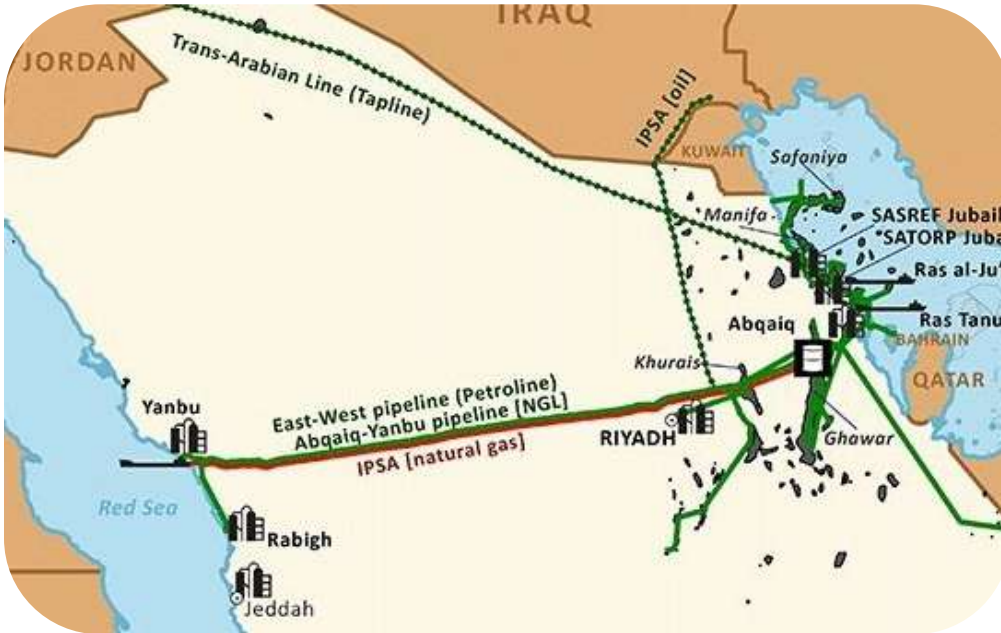 IRAQ
JORDAN
Trans-Arabian Line (Tapline)
IPSA [oil]
KUWAIT
Safaniya
Manifa
SASREF Jubail
SATORP Juba
Ras al-Ju'
Ras Tanu
Abqaiq
BAHRAIN
QATAR
Khurais
East-West pipeline (Petroline)
Abqaiq-Yanbu pipeline [NGL]
IPSA [natural gas]
Yanbu
RIYADH
Ghawar
Red Sea
Rabigh
Jeddah